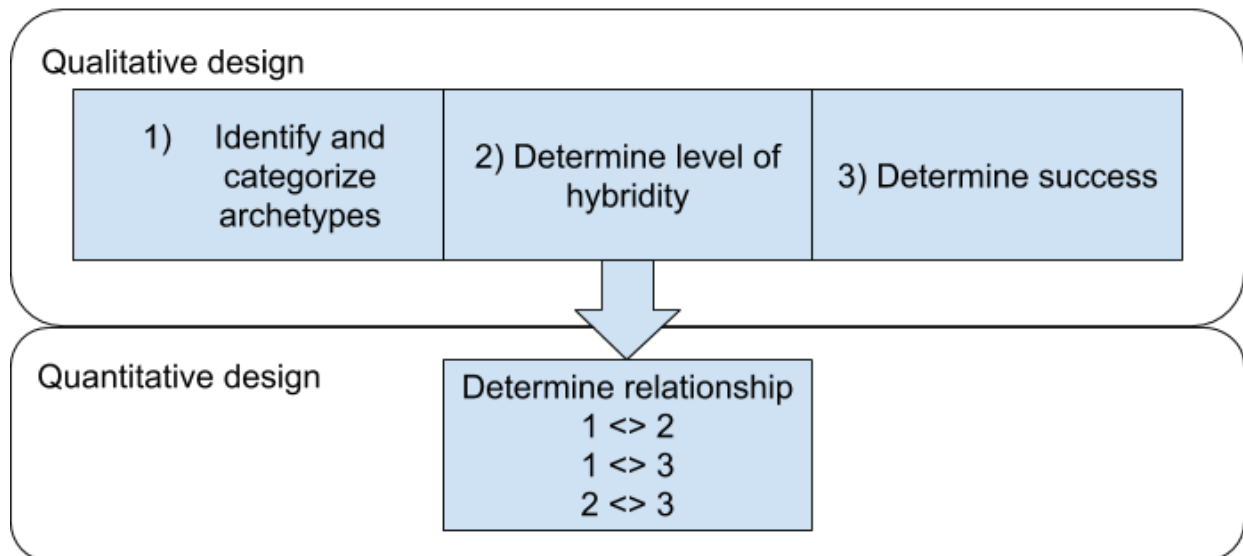 Qualitative design
1) Identify and
categorize
archetypes
2) Determine level of
hybridity
3) Determine success
Quantitative design
Determine relationship
1 <> 2
1 <> 3
2 <> 3